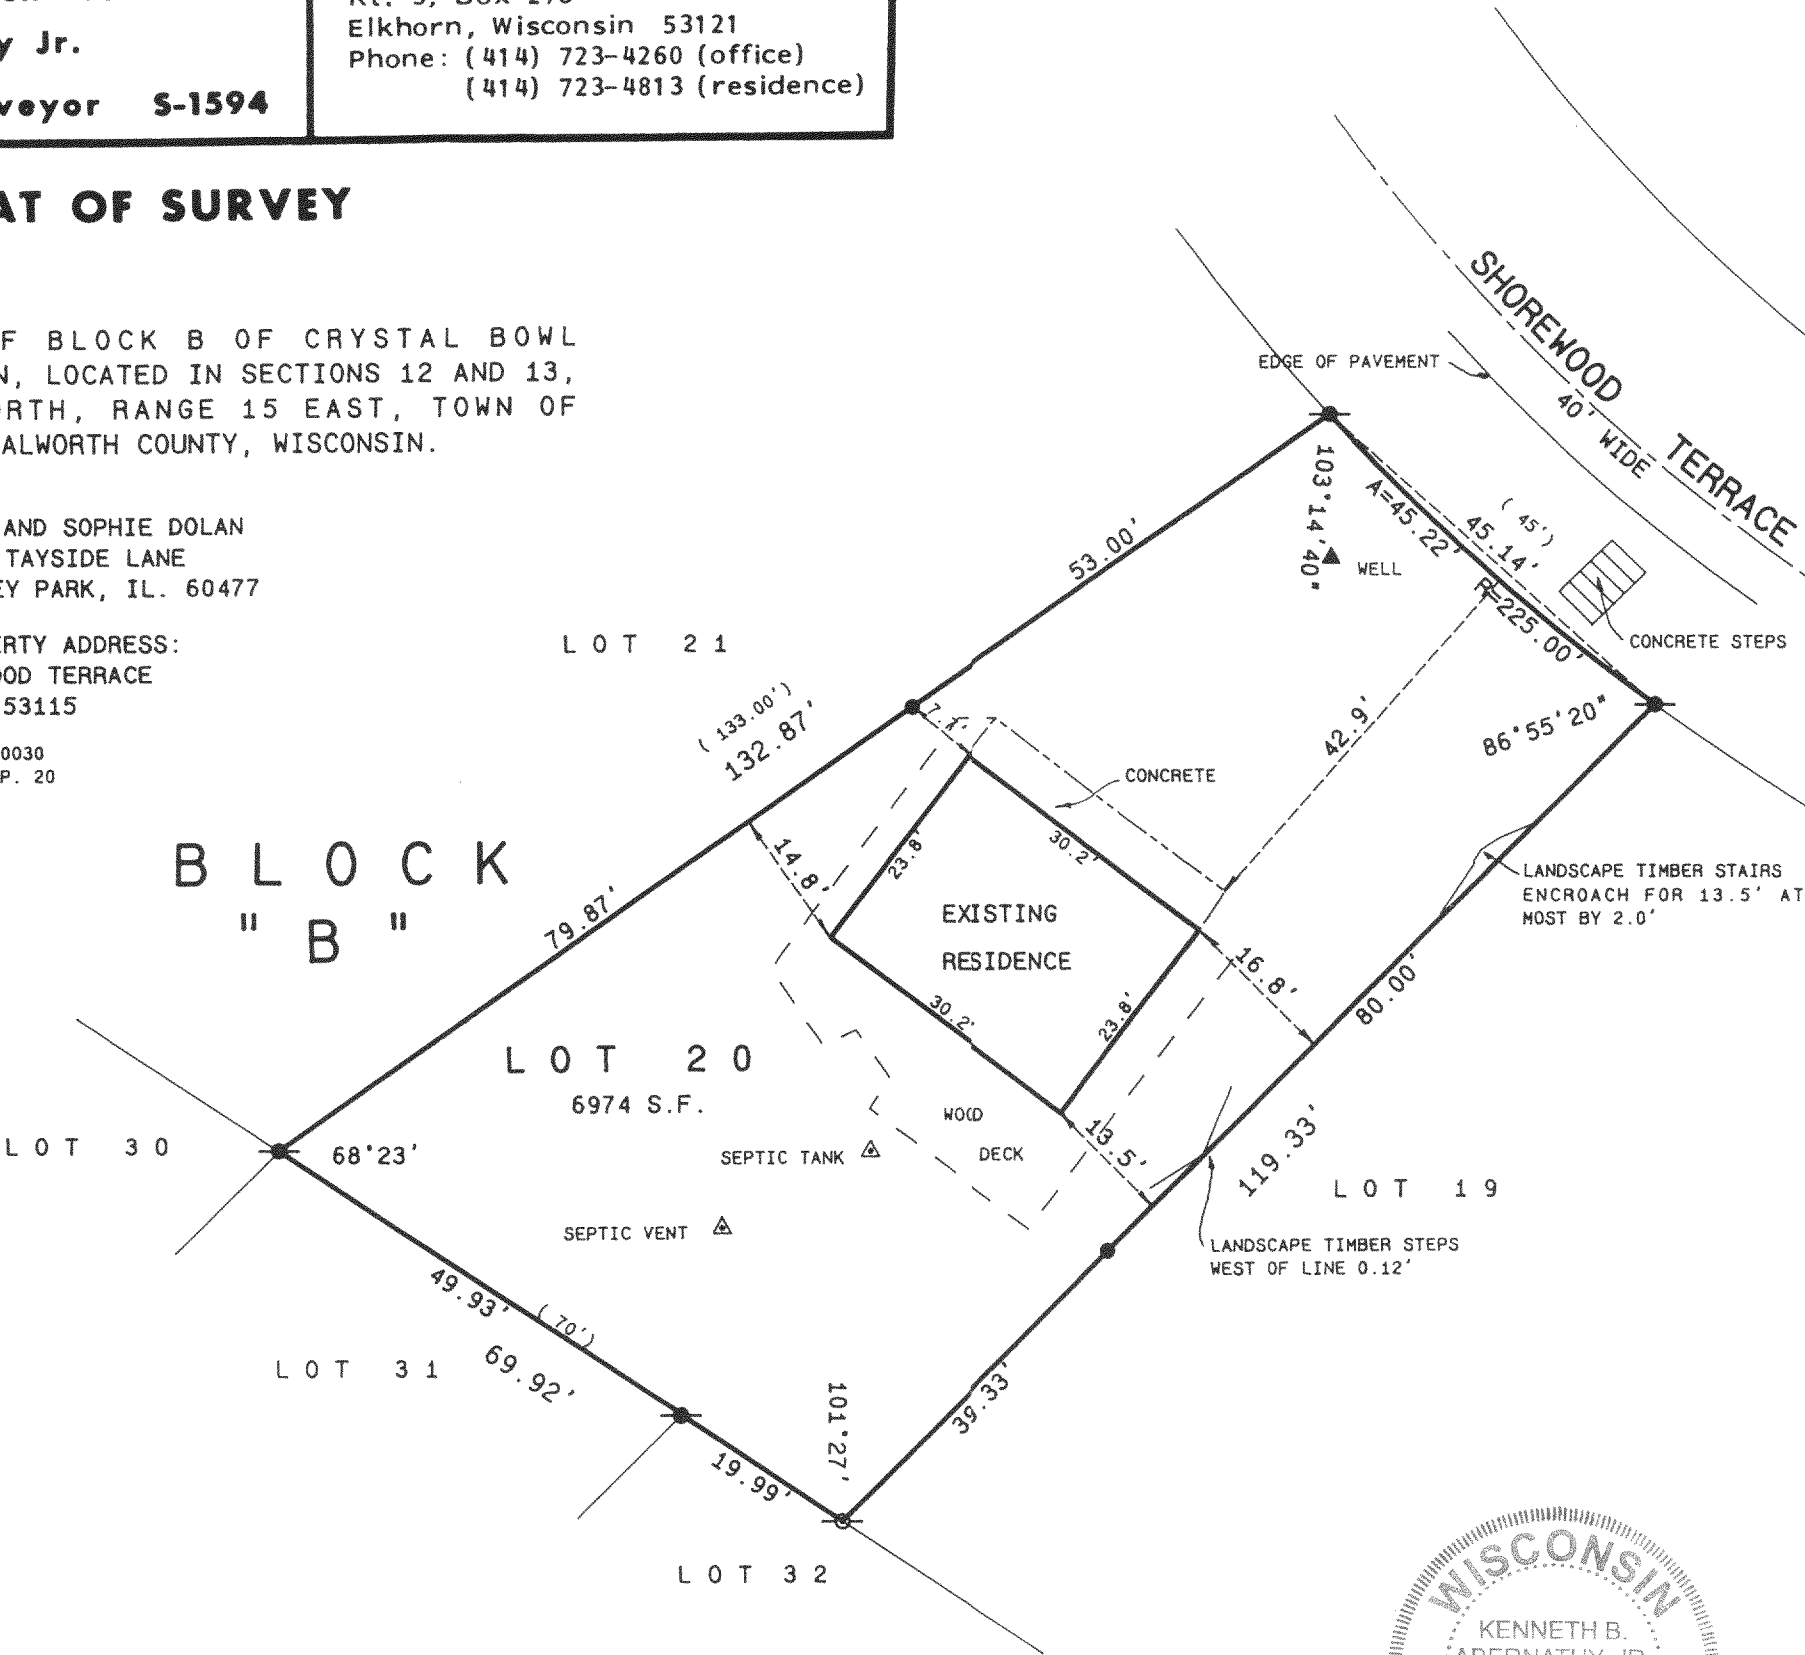 y Jr.
veyor S-1594
Elkhorn, Wisconsin 53121
Phone: (414) 723-4260 (office)
(414) 723-4813 (residence)
AT OF SURVEY
F BLOCK B OF CRYSTAL BOWL
N, LOCATED IN SECTIONS 12 AND 13,
RTH, RANGE 15 EAST, TOWN OF
ALWORTH COUNTY, WISCONSIN.
AND SOPHIE DOLAN
TAYSIDE LANE
EY PARK, IL. 60477
ERTY ADDRESS:
OOD TERRACE
53115
0030
P. 20
SHOREWOOD TERRACE
40' WIDE
EDGE OF PAVEMENT
103°14'40"
A=45.22'
45.14'
( 45')
R=225.00'
WELL
CONCRETE STEPS
53.00'
LOT 21
( 133.00')
132.87'
7.7'
42.9'
86°55'20"
CONCRETE
BLOCK
"B"
14.8'
23.8'
30.2'
EXISTING
RESIDENCE
LANDSCAPE TIMBER STAIRS
ENCROACH FOR 13.5' AT
MOST BY 2.0'
79.87'
16.8'
80.00'
30.2'
23.8'
LOT 20
6974 S.F.
WOOD
DECK
13.5'
119.33'
LOT 30
68°23'
SEPTIC TANK
LOT 19
SEPTIC VENT
LANDSCAPE TIMBER STEPS
WEST OF LINE 0.12'
49.93'
( 70')
69.92'
LOT 31
101°27'
39.33'
19.99'
LOT 32
WISCONSIN
KENNETH B.
ABERNATHY, JR.